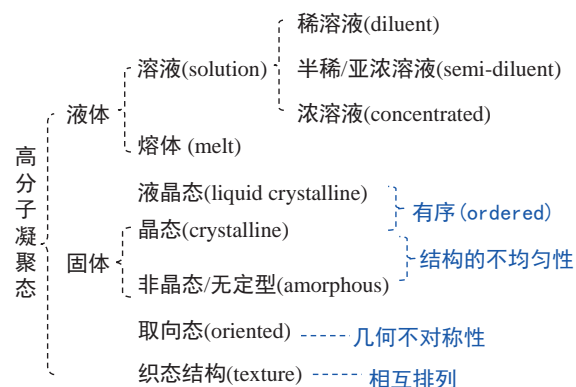 高分子凝聚态
液体
溶液(solution)
稀溶液(diluent)
半稀/亚浓溶液(semi-diluent)
浓溶液(concentrated)
熔体 (melt)
固体
液晶态(liquid crystalline)
晶态(crystalline)
有序(ordered)
非晶态/无定型(amorphous)
结构的不均匀性
取向态(oriented)
几何不对称性
织态结构(texture)
相互排列